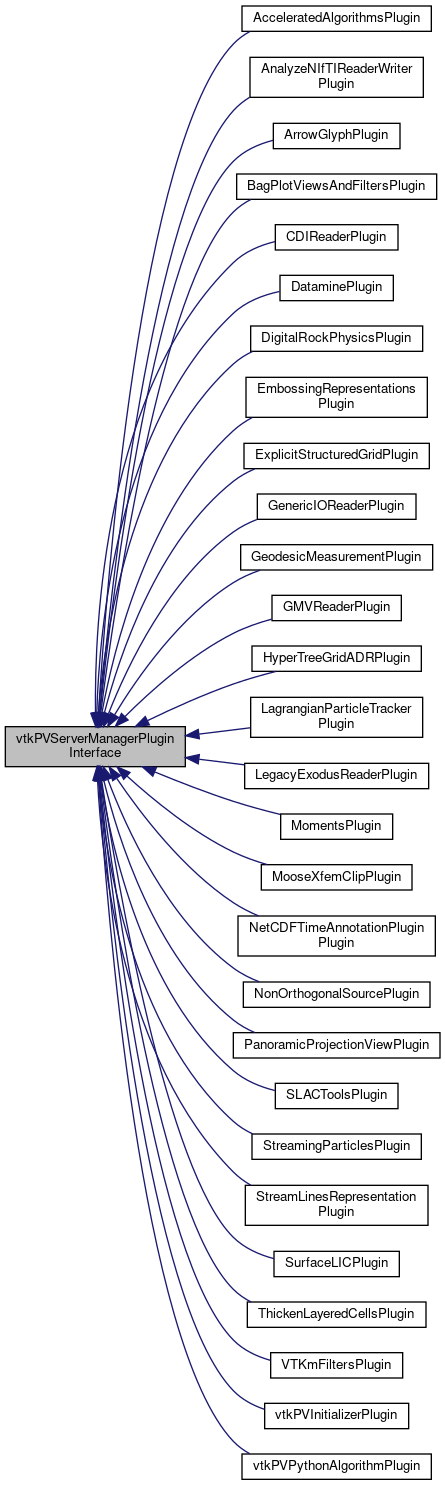 AcceleratedAlgorithmsPlugin
AnalyzeNIfTIReaderWriter
Plugin
ArrowGlyphPlugin
BagPlotViewsAndFiltersPlugin
CDIReaderPlugin
DataminePlugin
DigitalRockPhysicsPlugin
EmbossingRepresentations
Plugin
ExplicitStructuredGridPlugin
GenericIOReaderPlugin
GeodesicMeasurementPlugin
GMVReaderPlugin
HyperTreeGridADRPlugin
LagrangianParticleTracker
Plugin
vtkPVServerManagerPlugin
Interface
LegacyExodusReaderPlugin
MomentsPlugin
MooseXfemClipPlugin
NetCDFTimeAnnotationPlugin
Plugin
NonOrthogonalSourcePlugin
PanoramicProjectionViewPlugin
SLACToolsPlugin
StreamingParticlesPlugin
StreamLinesRepresentation
Plugin
SurfaceLICPlugin
ThickenLayeredCellsPlugin
VTKmFiltersPlugin
vtkPVInitializerPlugin
vtkPVPythonAlgorithmPlugin